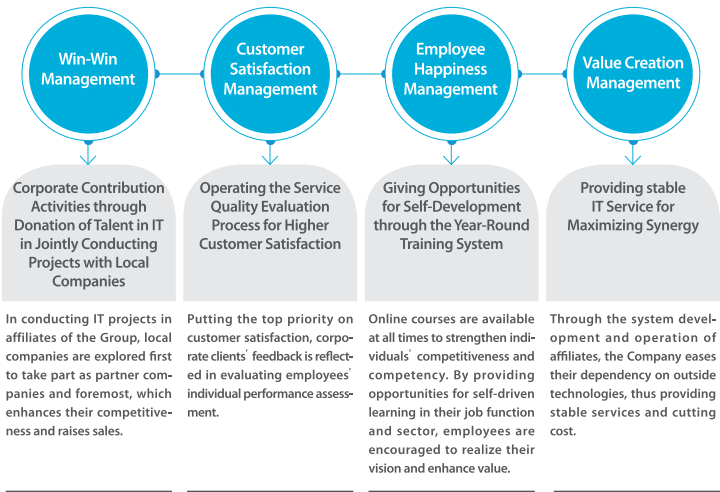 Win-Win
Management
Customer
Satisfaction
Management
Employee
Happiness
Management
Value Creation
Management
Corporate Contribution
Activities through
Donation of Talent in IT
in Jointly Conducting
Projects with Local
Companies
Operating the Service
Quality Evaluation
Process for Higher
Customer Satisfaction
Giving Opportunities
for Self-Development
through the Year-Round
Training System
Providing stable
IT Service for
Maximizing Synergy
In conducting IT projects in
affiliates of the Group, local
companies are explored first
to take part as partner com-
panies and foremost, which
enhances their competitive-
ness and raises sales.
Putting the top priority on
customer satisfaction, corpo-
rate clients' feedback is reflect-
ed in evaluating employees'
individual performance assess-
ment.
Online courses are available
at all times to strengthen indi-
viduals' competitiveness and
competency. By providing
opportunities for self-driven
learning in their job function
and sector, employees are
encouraged to realize their
vision and enhance value.
Through the system devel-
opment and operation of
affiliates, the Company eases
their dependency on outside
technologies, thus providing
stable services and cutting
cost.